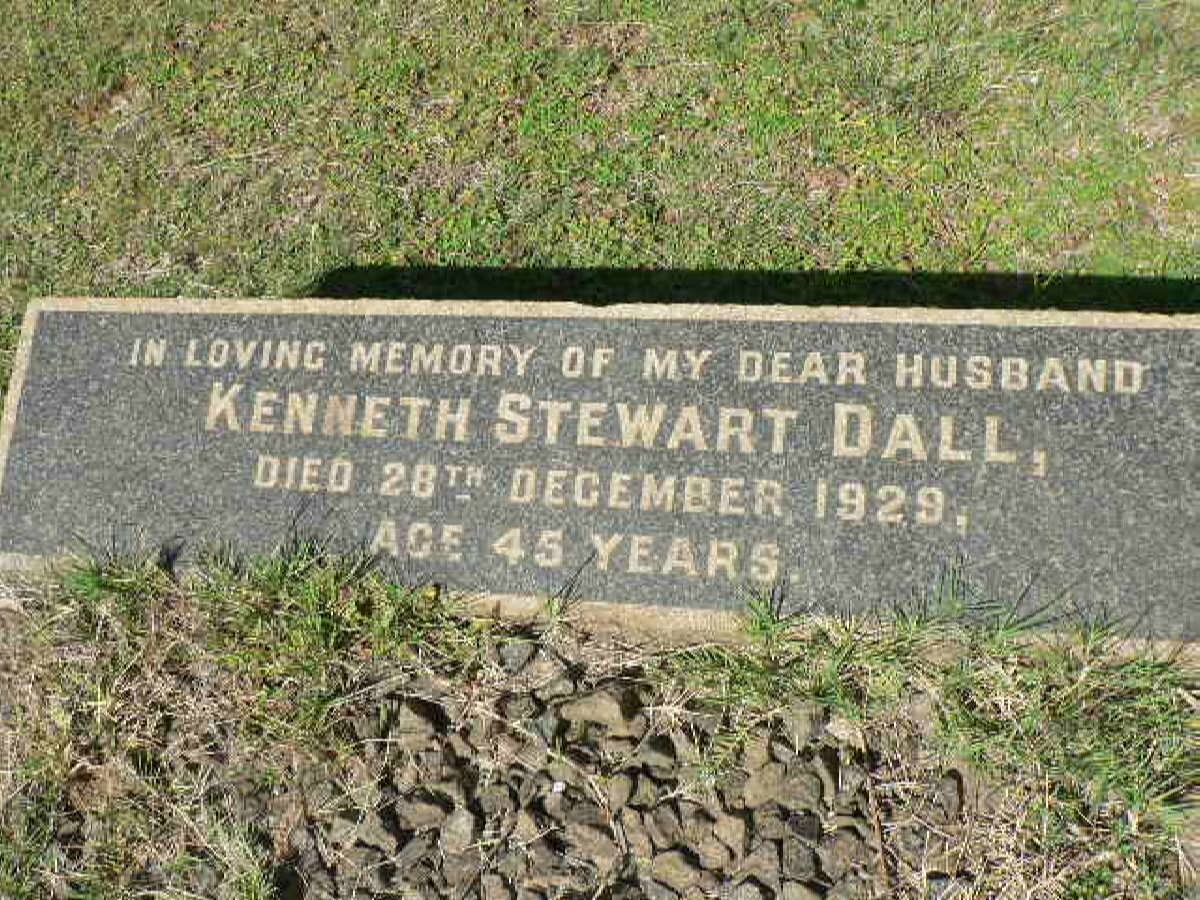 IN LOVING MEMORY OF MY DEAR HUSBAND
KENNETH STEWART DALL,
DIED 28TH DECEMBER 1929,
AGE 45 YEARS.